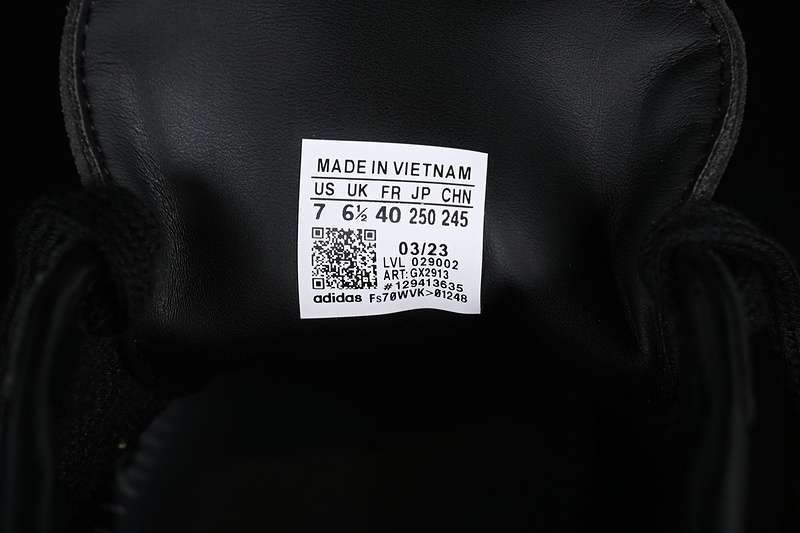 MADE IN VIETNAM
US UK FR JP CHN
7 6½ 40 250 245
03/23
LVL 029002
ART: GX2913
#129413635
adidas Fs70WVK>01248